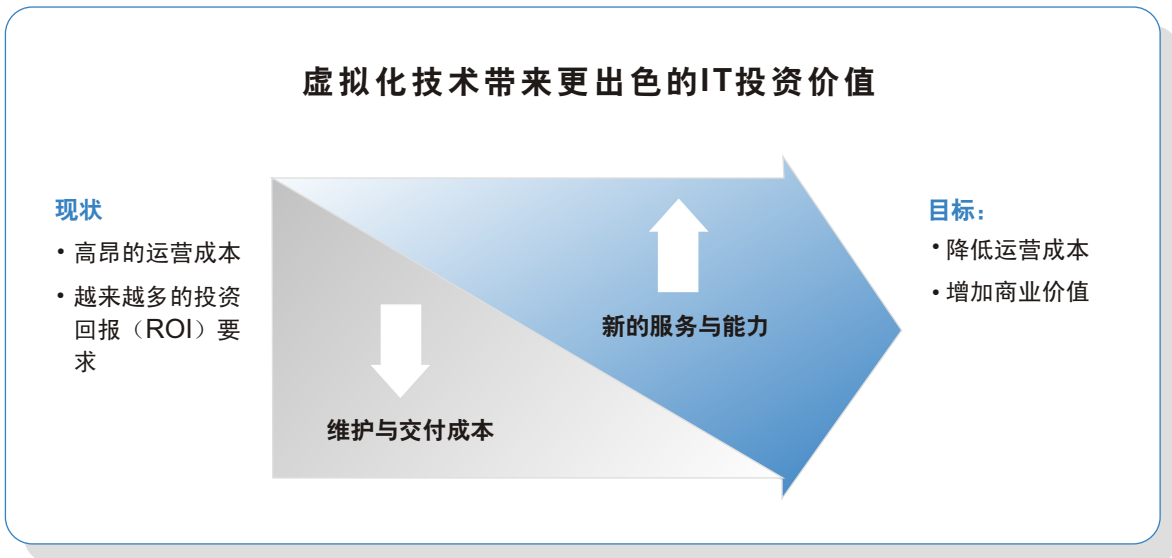 虚拟化技术带来更出色的IT投资价值
现状
• 高昂的运营成本
• 越来越多的投资
回报（ROI）要
求
新的服务与能力
维护与交付成本
目标：
• 降低运营成本
• 增加商业价值